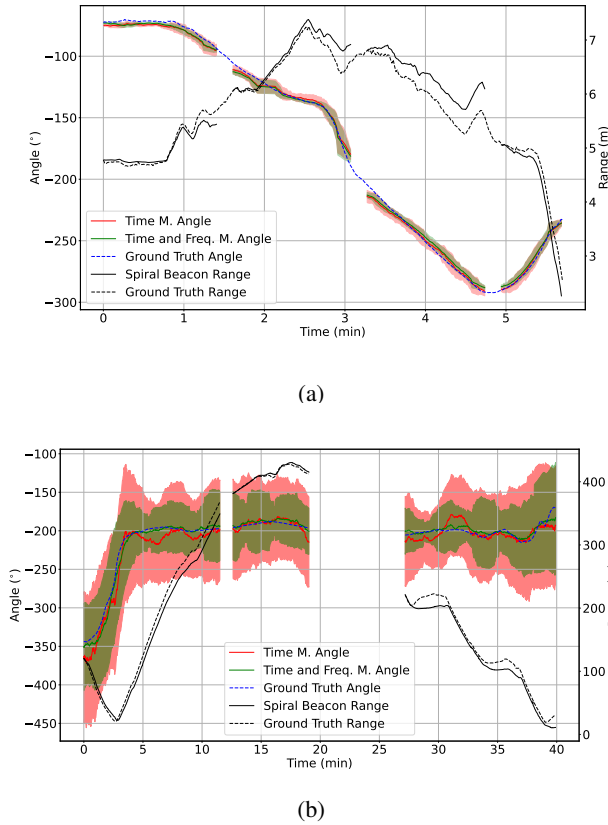 −100
−150
−200
−250
−300
Angle (°)
7
6
5
4
3
Range (m)
Time M. Angle
Time and Freq. M. Angle
Ground Truth Angle
Spiral Beacon Range
Ground Truth Range
0
1
2
3
4
5
Time (min)
(a)
−100
−150
−200
−250
−300
−350
−400
−450
Angle (°)
400
300
200
100
0
Time M. Angle
Time and Freq. M. Angle
Ground Truth Angle
Spiral Beacon Range
Ground Truth Range
0
5
10
15
20
25
30
35
40
Time (min)
(b)